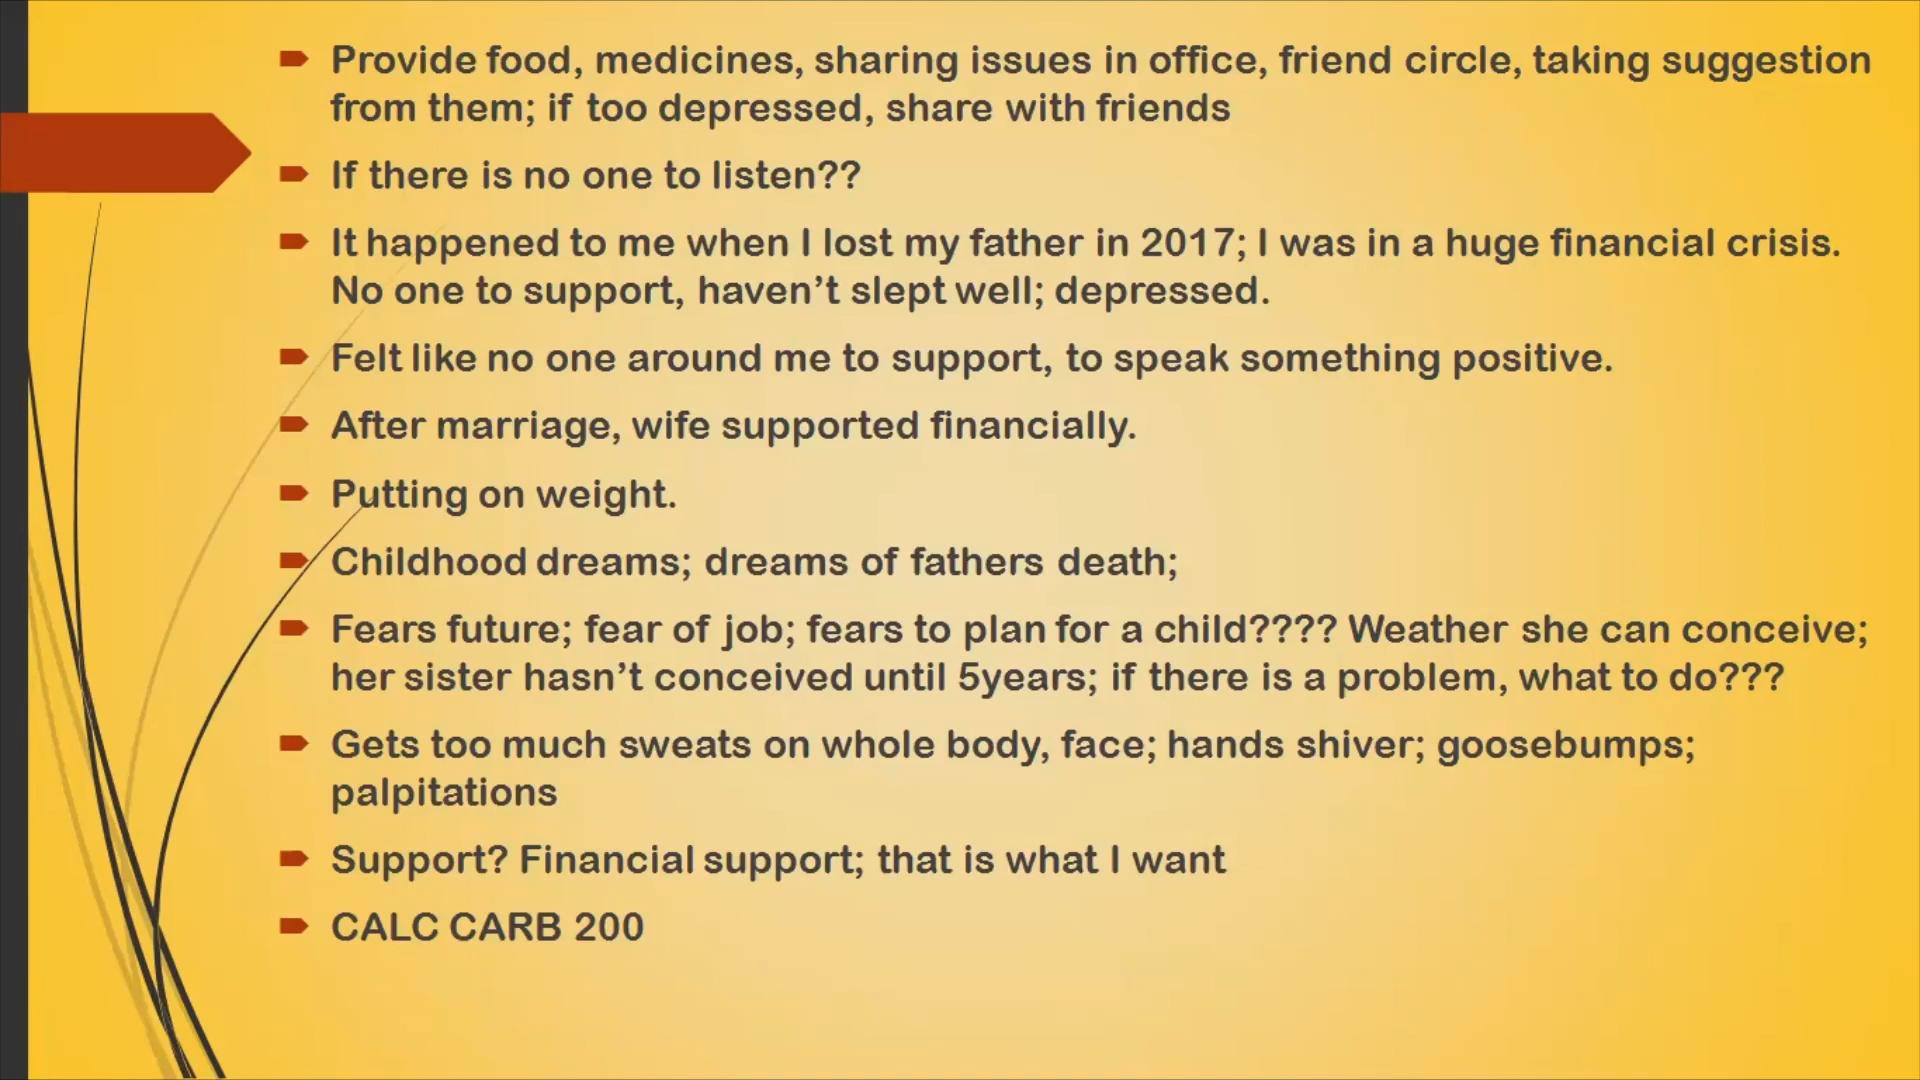 Provide food, medicines, sharing issues in office, friend circle, taking suggestion
from them; if too depressed, share with friends
If there is no one to listen??
It happened to me when I lost my father in 2017; I was in a huge financial crisis.
No one to support, haven’t slept well; depressed.
Felt like no one around me to support, to speak something positive.
After marriage, wife supported financially.
Putting on weight.
Childhood dreams; dreams of fathers death;
Fears future; fear of job; fears to plan for a child???? Weather she can conceive;
her sister hasn’t conceived until 5years; if there is a problem, what to do???
Gets too much sweats on whole body, face; hands shiver; goosebumps;
palpitations
Support? Financial support; that is what I want
CALC CARB 200